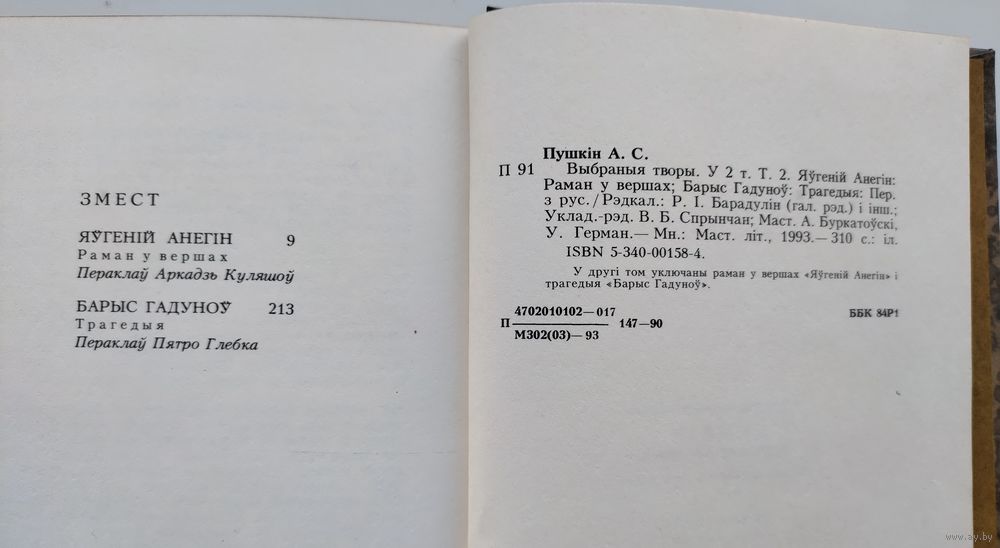 ЗМЕСТ
ЯЎГЕНІЙ АНЕГІН 9
Раман у вершах
Пераклаў Аркадзь Куляшоў
БАРЫС ГАДУНОЎ 213
Трагедыя
Пераклаў Пятро Глебка
Пушкін А. С.
П 91 Выбраныя творы. У 2 т. Т. 2. Яўгеній Анегін:
Раман у вершах; Барыс Гадуноў: Трагедыя: Пер.
з рус./Рэдкал.: Р. І. Барадулін (гал. рэд.) і інш.;
Уклад.-рэд. В. Б. Спрынчан; Маст. А. Буркатоўскі,
У. Герман.— Мн.: Маст. літ., 1993.— 310 с.: іл.
ISBN 5-340-00158-4.
У другі том уключаны раман у вершах «Яўгеній Анегін» і
трагедыя «Барыс Гадуноў».
4702010102—017
П 147—90
М302(03)—93
ББК 84Р1
www.ay.by